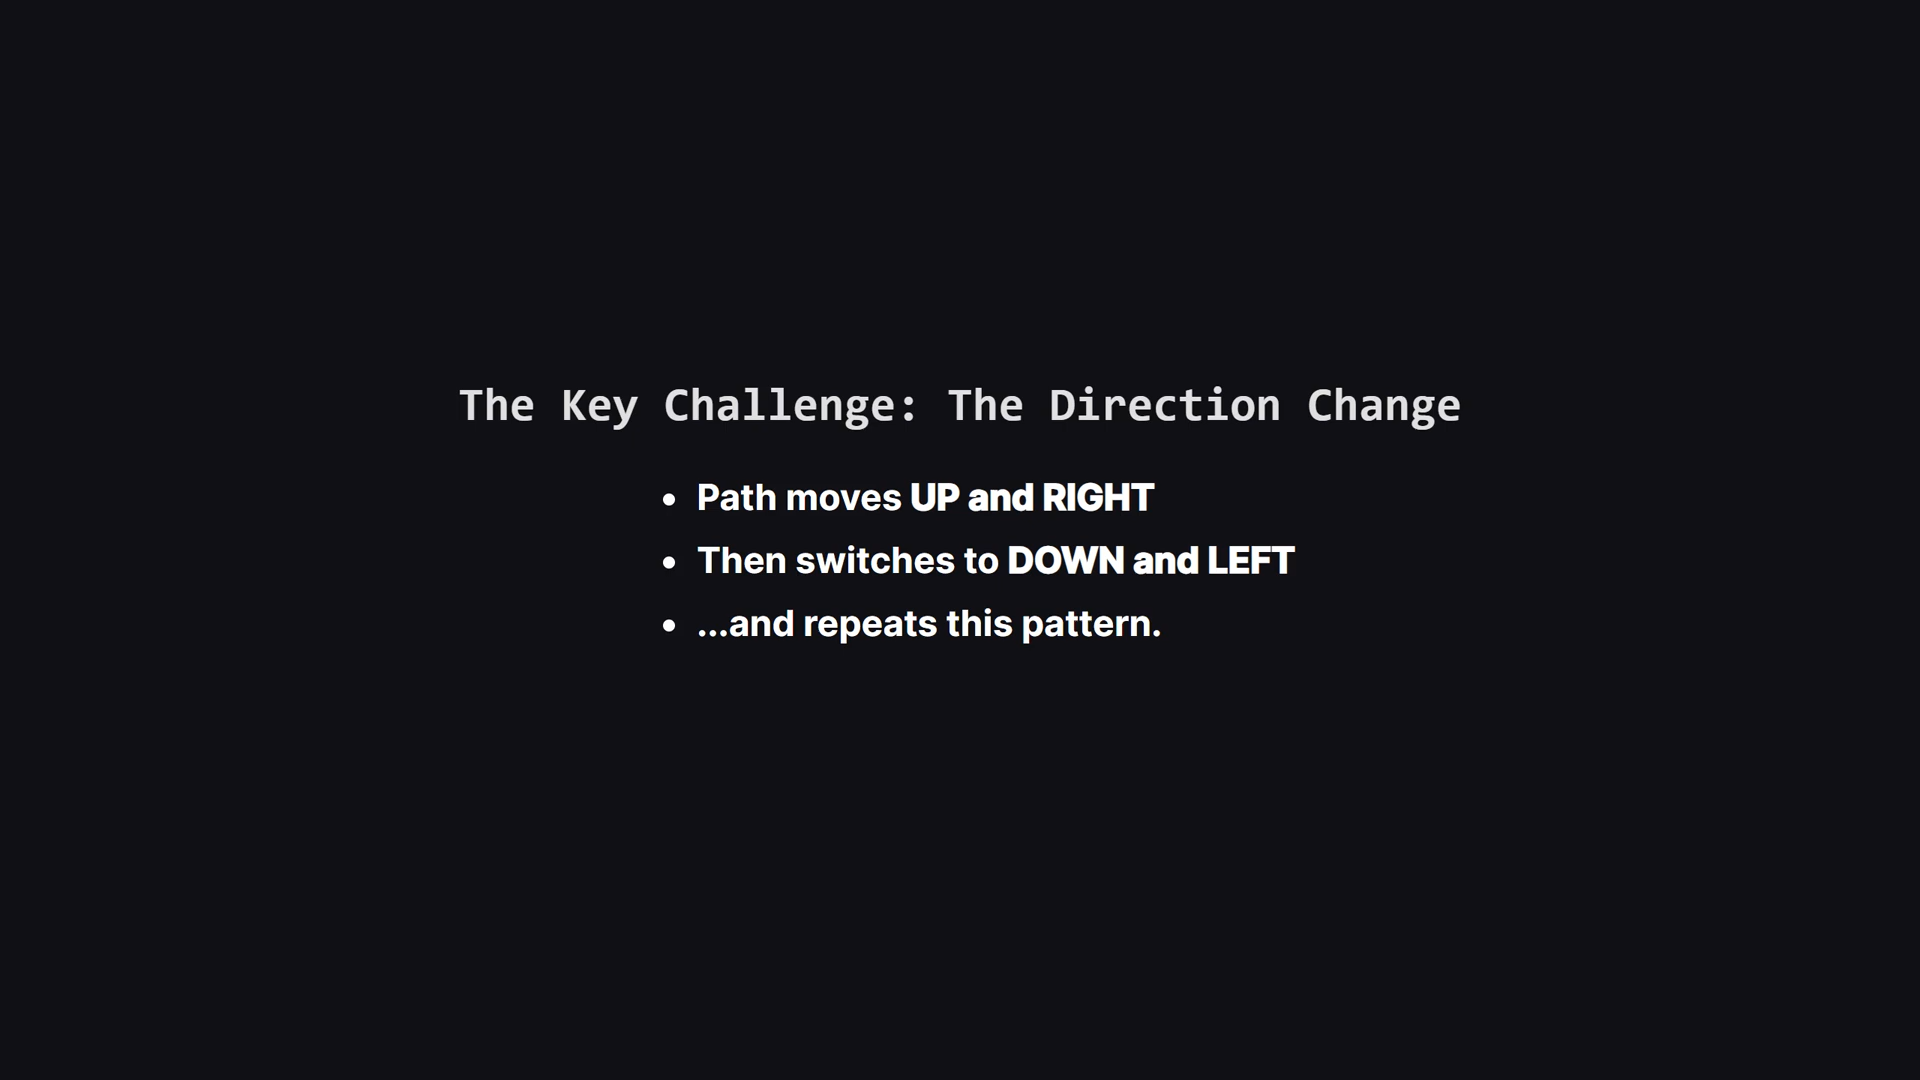 The Key Challenge: The Direction Change
• Path moves UP and RIGHT
• Then switches to DOWN and LEFT
• ...and repeats this pattern.